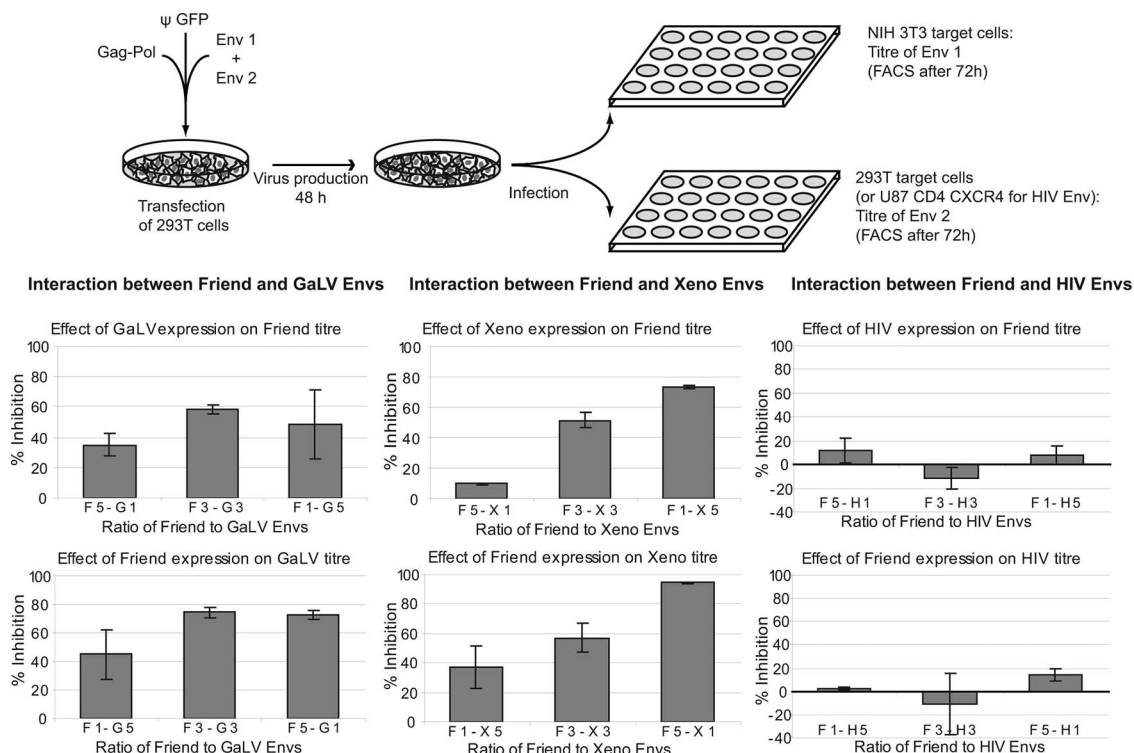 ψ GFP
Gag-Pol
Env 1
+
Env 2
Transfection
of 293T cells
Virus production
48 h
Infection
NIH 3T3 target cells:
Titre of Env 1
(FACS after 72h)
293T target cells
(or U87 CD4 CXCR4 for HIV Env):
Titre of Env 2
(FACS after 72h)
Interaction between Friend and GaLV Envs
Interaction between Friend and Xeno Envs
Interaction between Friend and HIV Envs
Effect of GaLV expression on Friend titre
% Inhibition
100
80
60
40
20
0
F 5 - G 1
F 3 - G 3
F 1 - G 5
Ratio of Friend to GaLV Envs
Effect of Xeno expression on Friend titre
% Inhibition
100
80
60
40
20
0
F 5 - X 1
F 3 - X 3
F 1 - X 5
Ratio of Friend to Xeno Envs
Effect of HIV expression on Friend titre
% Inhibition
100
80
60
40
20
0
-20
-40
F 5 - H 1
F 3 - H 3
F 1 - H 5
Ratio of Friend to HIV Envs
Effect of Friend expression on GaLV titre
% Inhibition
100
80
60
40
20
0
F 1 - G 5
F 3 - G 3
F 5 - G 1
Ratio of Friend to GaLV Envs
Effect of Friend expression on Xeno titre
% Inhibition
100
80
60
40
20
0
F 1 - X 5
F 3 - X 3
F 5 - X 1
Ratio of Friend to Xeno Envs
Effect of Friend expression on HIV titre
% Inhibition
100
80
60
40
20
0
-20
-40
F 1 - H 5
F 3 - H 3
F 5 - H 1
Ratio of Friend to HIV Envs